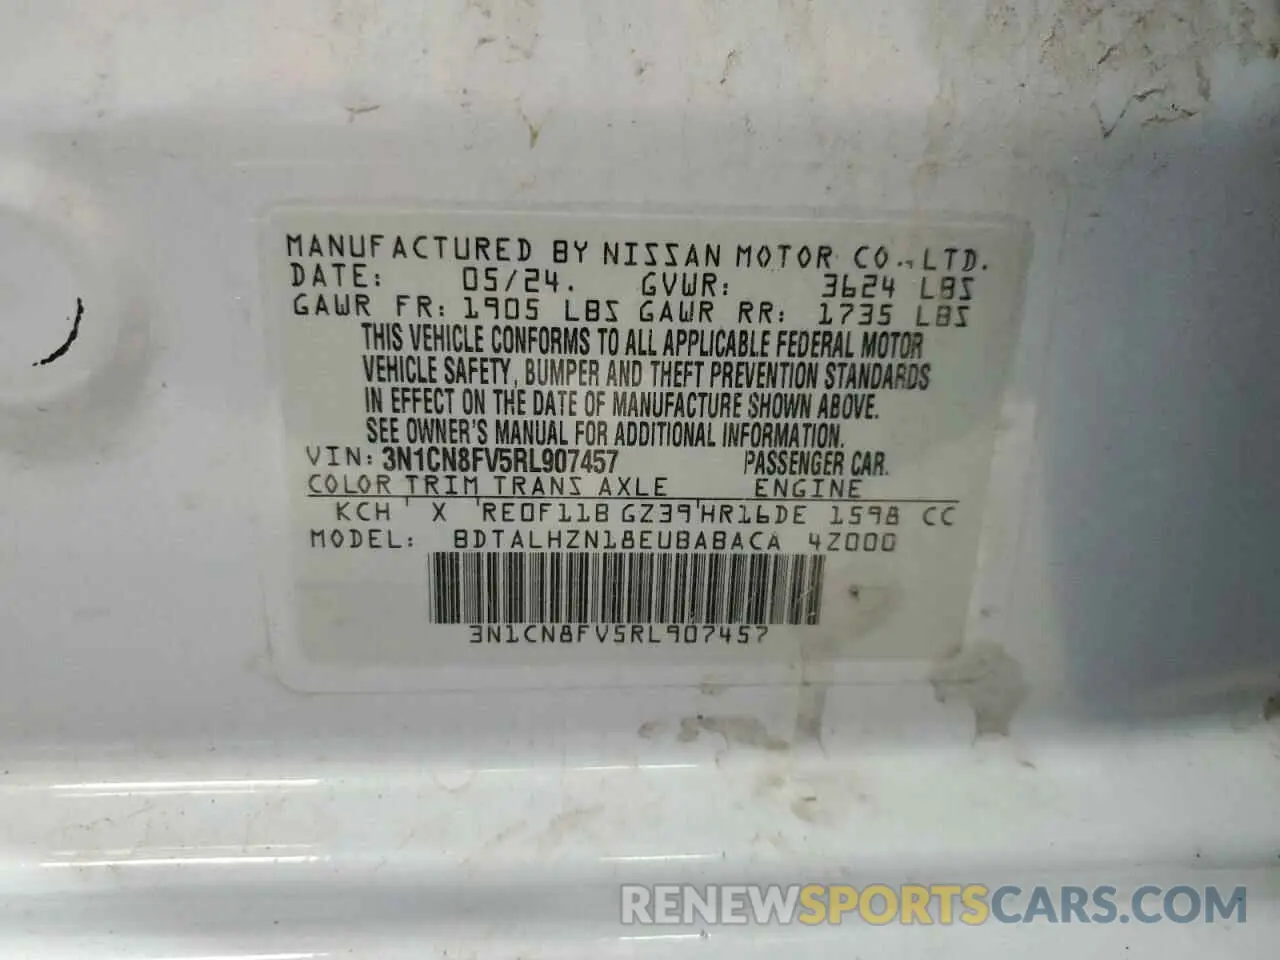 MANUFACTURED BY NISSAN MOTOR CO., LTD.
DATE: 05/24. GVWR: 3624 LBS
GAWR FR: 1905 LBS GAWR RR: 1735 LBS
THIS VEHICLE CONFORMS TO ALL APPLICABLE FEDERAL MOTOR
VEHICLE SAFETY, BUMPER AND THEFT PREVENTION STANDARDS
IN EFFECT ON THE DATE OF MANUFACTURE SHOWN ABOVE.
SEE OWNER'S MANUAL FOR ADDITIONAL INFORMATION.
VIN: 3N1CN8FV5RL907457 PASSENGER CAR.
COLOR TRIM TRANS AXLE ENGINE
KCH X RE0F11B GZ39 HR16DE 1598 CC
MODEL: BDTALHZN18EUBABACA 4Z000
3N1CN8FV5RL907457
RENEWSPORTSCARS.COM